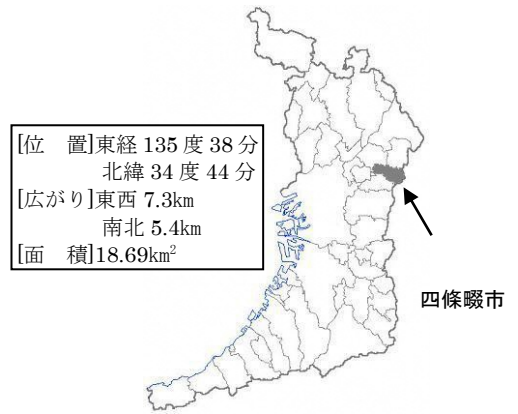 [位　置]東経 135 度 38 分
北緯 34 度 44 分
[広がり]東西 7.3㎞
南北 5.4㎞
[面　積]18.69㎞²
四條畷市